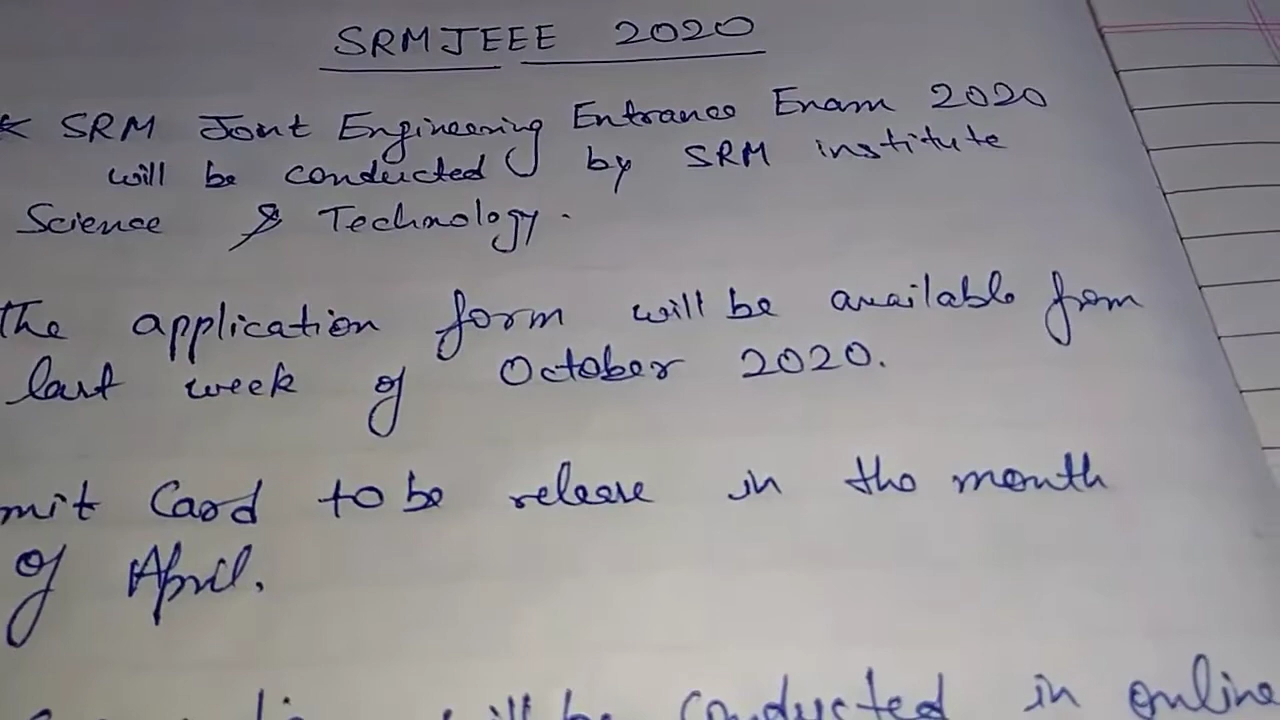 SRMJEEE 2020
* SRM Joint Engineering Entrance Exam 2020
will be conducted by SRM institute
Science & Technology.
The application form will be available from
last week of October 2020.
mit Card to be release in the month
of April.
will be conducted in online